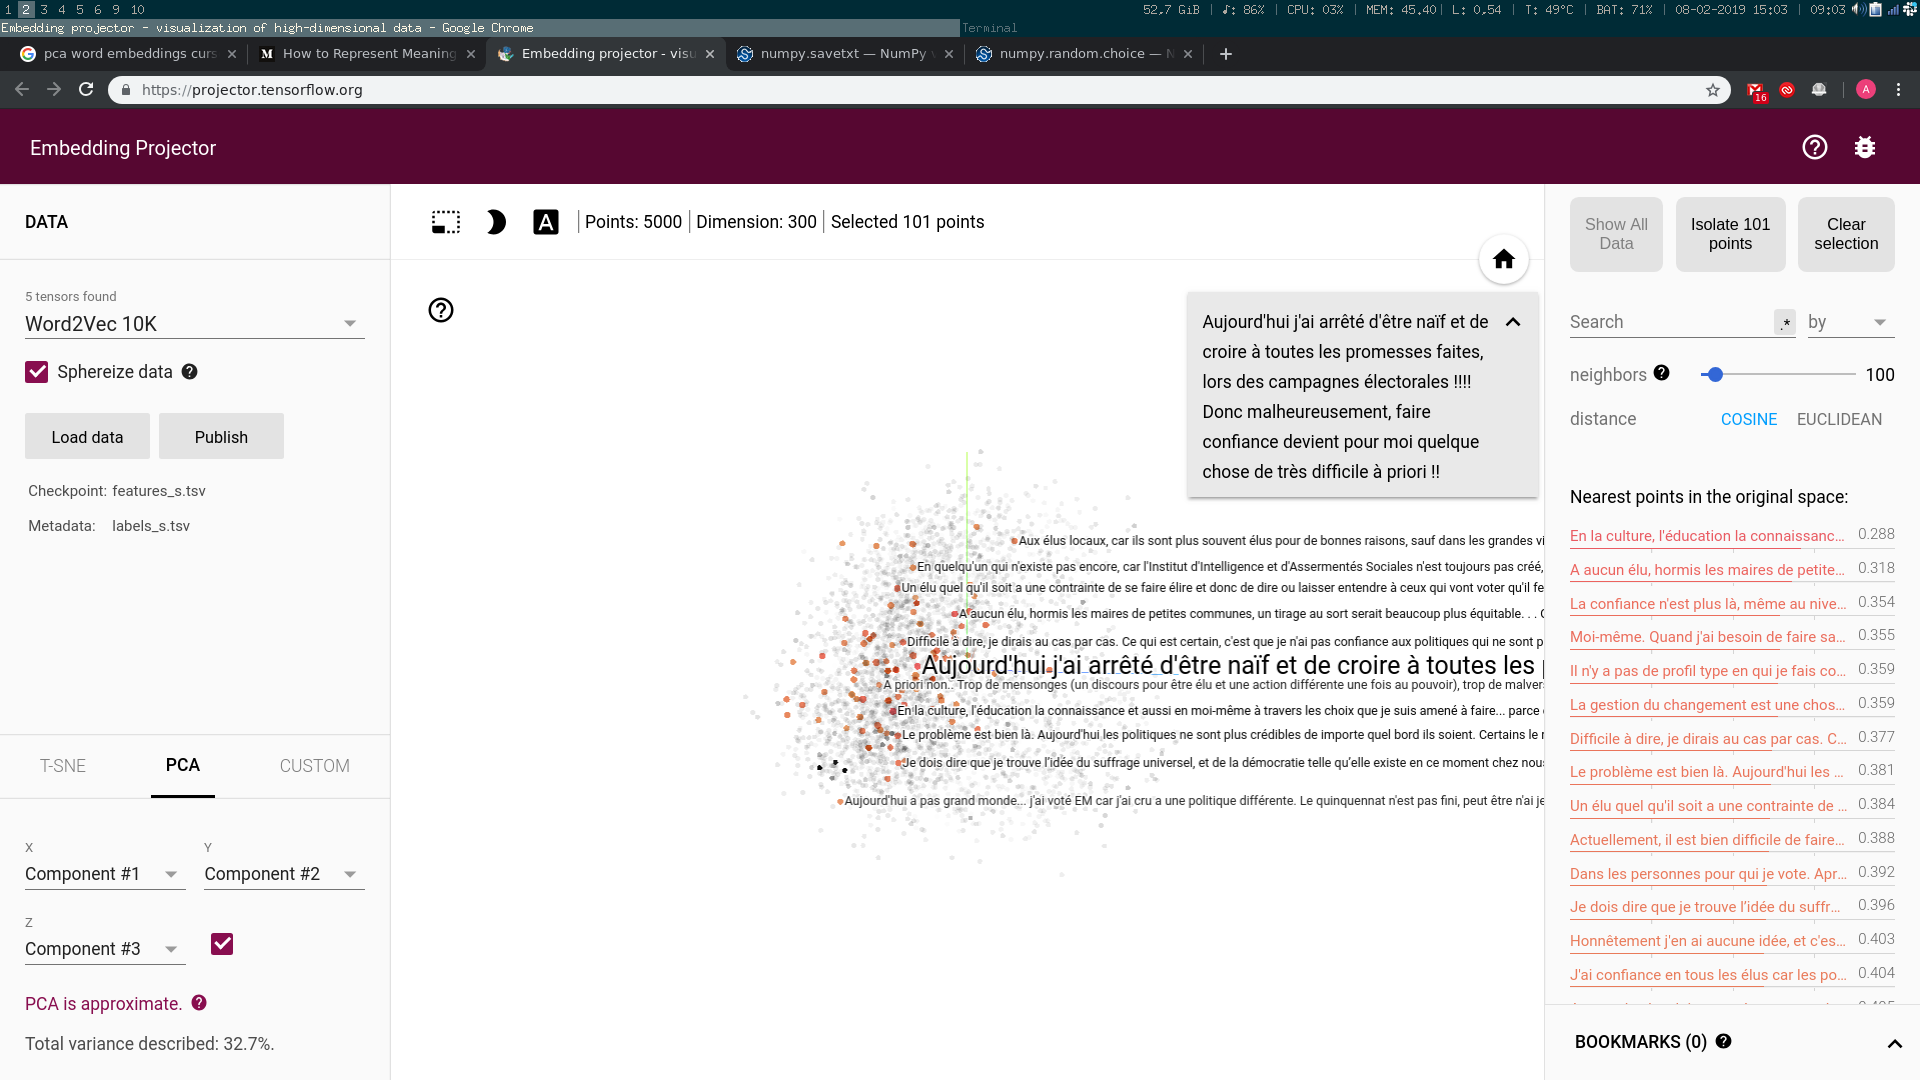 1 2 3 4 5 6 9 10
52,7 GiB | ♪: 86% | CPU: 03% | MEM: 45.40| L: 0,54 | T: 49°C | BAT: 71% | 08-02-2019 15:03 | 09:03
Embedding projector - visualization of high-dimensional data - Google Chrome
Terminal
pca word embeddings curs
How to Represent Meaning
Embedding projector - visu
numpy.savetxt — NumPy
numpy.random.choice — N
https://projector.tensorflow.org
16
A
Embedding Projector
DATA
5 tensors found
Word2Vec 10K
Sphereize data
Load data
Publish
Checkpoint: features_s.tsv
Metadata: labels_s.tsv
T-SNE
PCA
CUSTOM
X
Component #1
Y
Component #2
Z
Component #3
PCA is approximate.
Total variance described: 32.7%.
A
Points: 5000 | Dimension: 300 | Selected 101 points
Aujourd'hui j'ai arrêté d'être naïf et de
croire à toutes les promesses faites,
lors des campagnes électorales !!!!
Donc malheureusement, faire
confiance devient pour moi quelque
chose de très difficile à priori !!
Aux élus locaux, car ils sont plus souvent élus pour de bonnes raisons, sauf dans les grandes vi
En quelqu'un qui n'existe pas encore, car l'Institut d'Intelligence et d'Assermentés Sociales n'est toujours pas créé,
Un élu quel qu'il soit a une contrainte de se faire élire et donc de dire ou laisser entendre à ceux qui vont voter qu'il fe
A aucun élu, hormis les maires de petites communes, un tirage au sort serait beaucoup plus équitable. . . C
Difficile à dire, je dirais au cas par cas. Ce qui est certain, c'est que je n'ai pas confiance aux politiques qui ne sont p
Aujourd'hui j'ai arrêté d'être naïf et de croire à toutes les p
A priori non.. Trop de mensonges (un discours pour être élu et une action différente une fois au pouvoir), trop de malvers
En la culture, l'éducation la connaissance et aussi en moi-même à travers les choix que je suis amené à faire... parce
Le problème est bien là. Aujourd'hui les politiques ne sont plus crédibles de importe quel bord ils soient. Certains le
Je dois dire que je trouve l'idée du suffrage universel, et de la démocratie telle qu'elle existe en ce moment chez nous
Aujourd'hui a pas grand monde... j'ai voté EM car j'ai cru a une politique différente. Le quinquennat n'est pas fini, peut être n'ai je
Show All
Data
Isolate 101
points
Clear
selection
Search
.*
by
neighbors
100
distance
COSINE
EUCLIDEAN
Nearest points in the original space:
En la culture, l'éducation la connaissanc... 0.288
A aucun élu, hormis les maires de petite... 0.318
La confiance n'est plus là, même au nive... 0.354
Moi-même. Quand j'ai besoin de faire sa... 0.355
Il n'y a pas de profil type en qui je fais co... 0.359
La gestion du changement est une chos... 0.359
Difficile à dire, je dirais au cas par cas. C... 0.377
Le problème est bien là. Aujourd'hui les ... 0.381
Un élu quel qu'il soit a une contrainte de ... 0.384
Actuellement, il est bien difficile de faire... 0.388
Dans les personnes pour qui je vote. Apr... 0.392
Je dois dire que je trouve l'idée du suffr... 0.396
Honnêtement j'en ai aucune idée, et c'es... 0.403
J'ai confiance en tous les élus car les po... 0.404
BOOKMARKS (0)